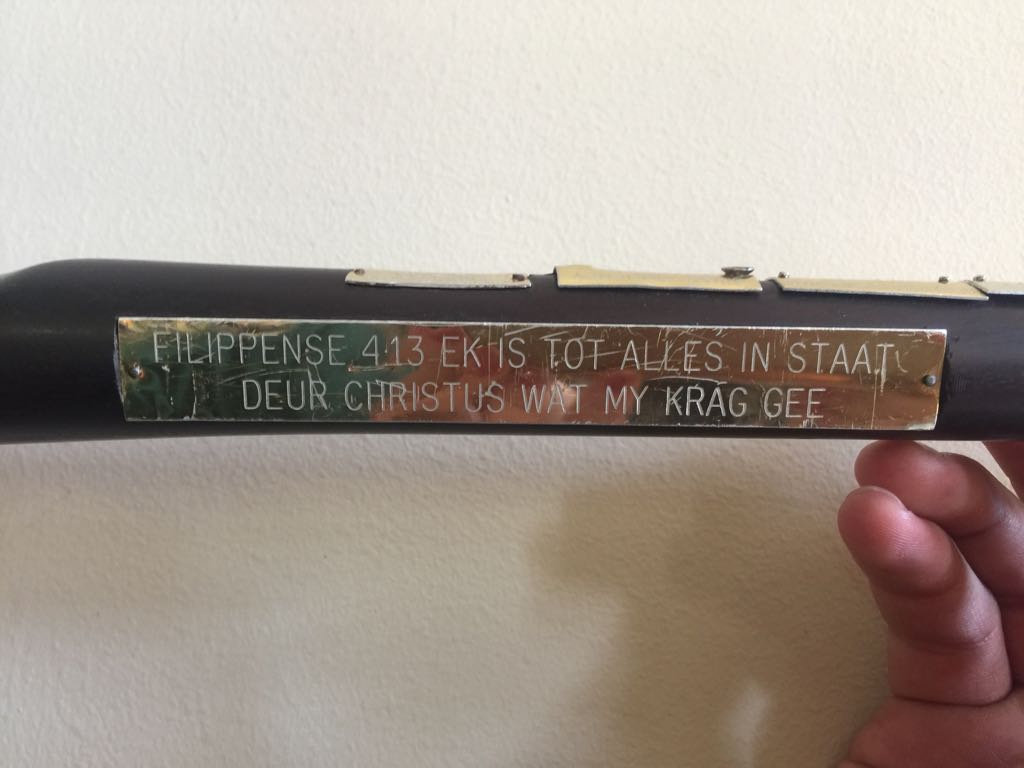 FILIPPENSE 4:13 EK IS TOT ALLES IN STAAT
DEUR CHRISTUS WAT MY KRAG GEE